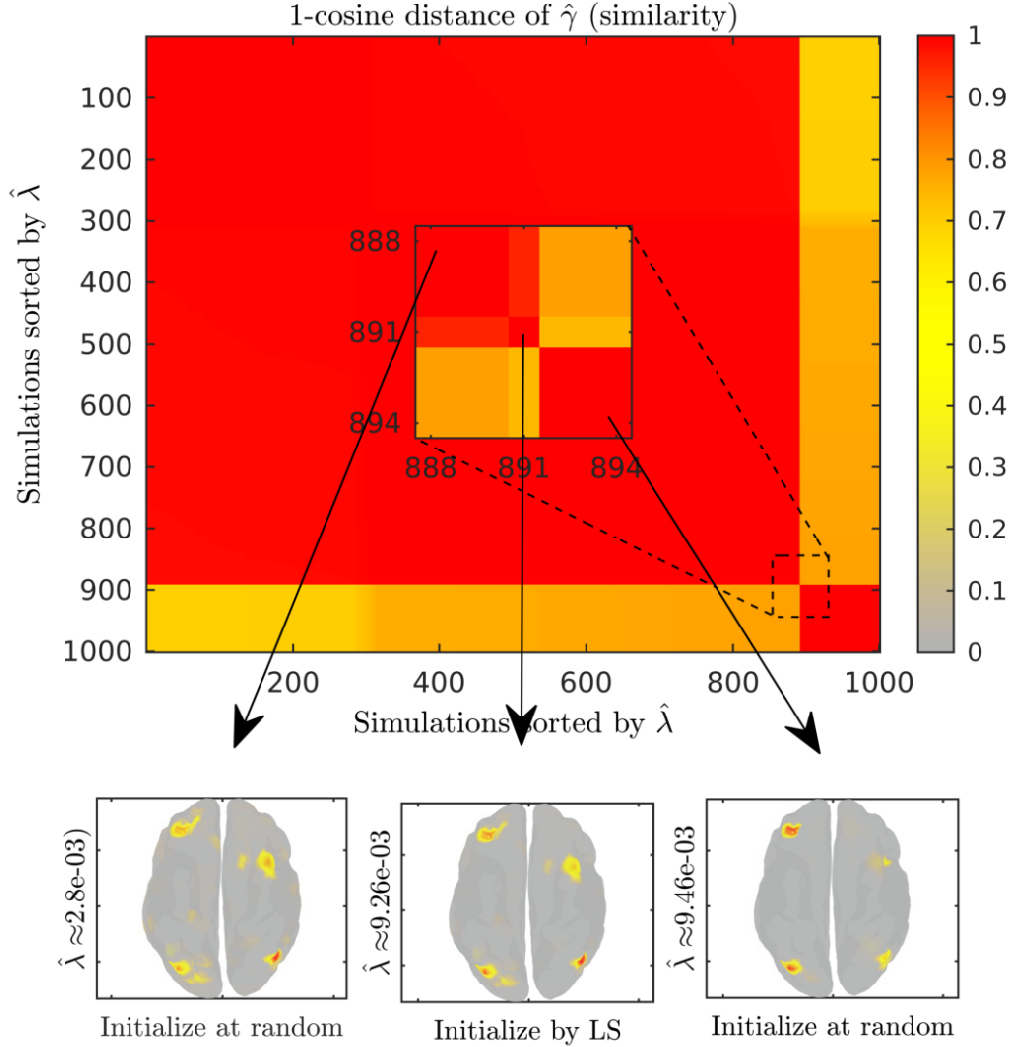 1-cosine distance of γ̂ (similarity)
1
0.9
0.8
0.7
0.6
0.5
0.4
0.3
0.2
0.1
0
Simulations sorted by λ̂
100
200
300
400
500
600
700
800
900
1000
888
891
894
888 891 894
200 400 600 800 1000
Simulations sorted by λ̂
λ̂ ≈2.8e-03)
λ̂ ≈9.26e-03
λ̂ ≈9.46e-03
Initialize at random
Initialize by LS
Initialize at random